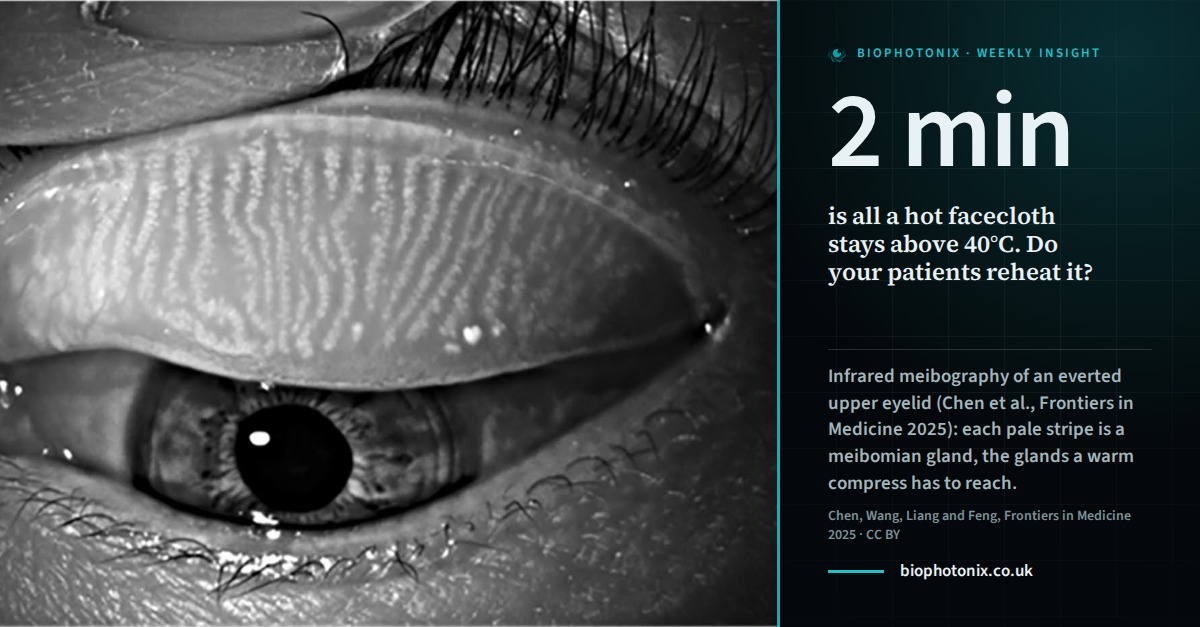 BIOPHOTONIX · WEEKLY INSIGHT
2 min
is all a hot facecloth
stays above 40°C. Do
your patients reheat it?
Infrared meibography of an everted
upper eyelid (Chen et al., Frontiers in
Medicine 2025): each pale stripe is a
meibomian gland, the glands a warm
compress has to reach.
Chen, Wang, Liang and Feng, Frontiers in Medicine
2025 · CC BY
biophotonix.co.uk